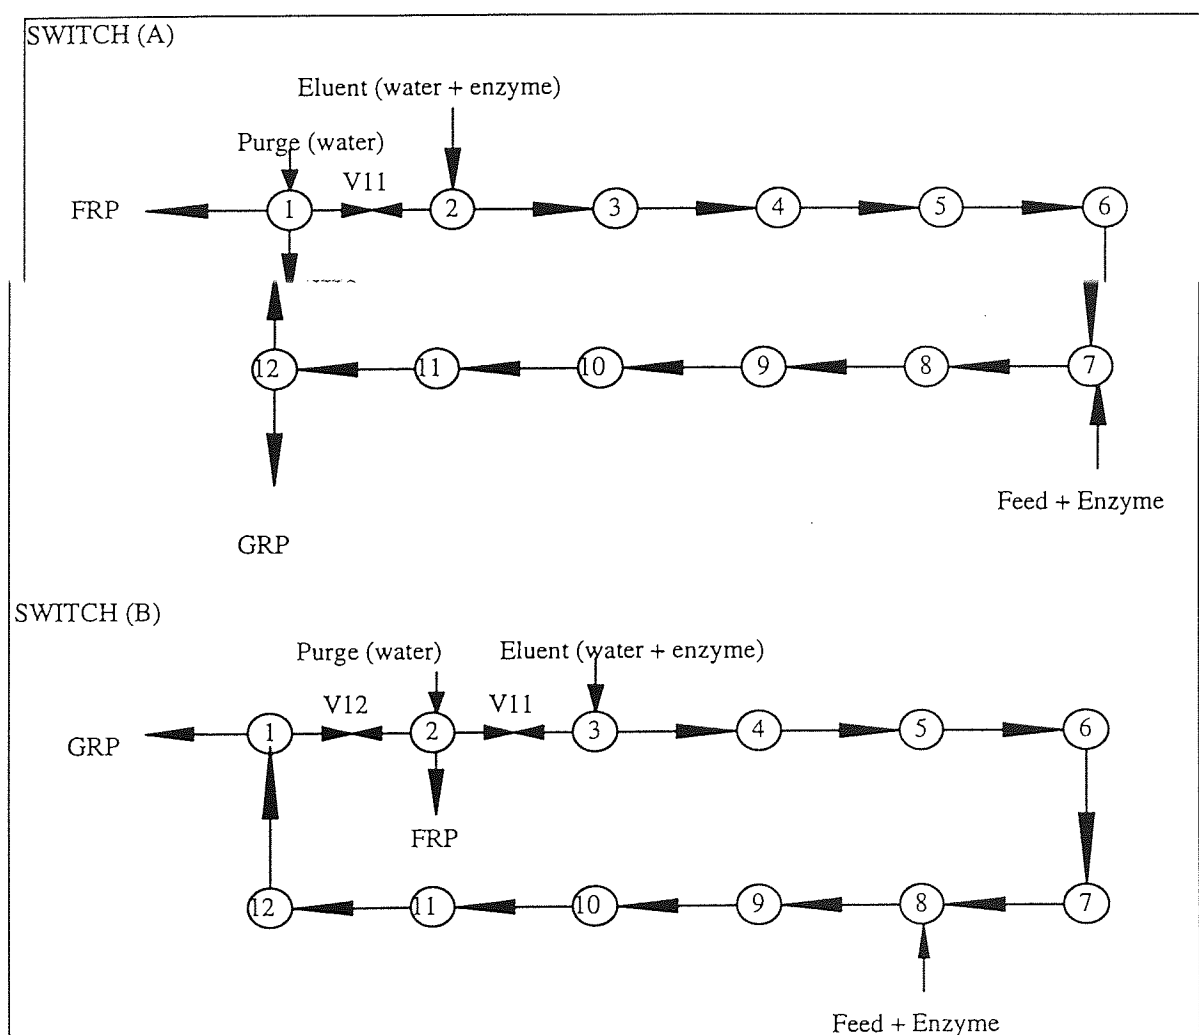 SWITCH (A)
Eluent (water + enzyme)
Purge (water)
V11
FRP
1
2
3
4
5
6
12
11
10
9
8
7
Feed + Enzyme
GRP
SWITCH (B)
Purge (water)
Eluent (water + enzyme)
V12
V11
GRP
1
2
3
4
5
6
FRP
12
11
10
9
8
7
Feed + Enzyme